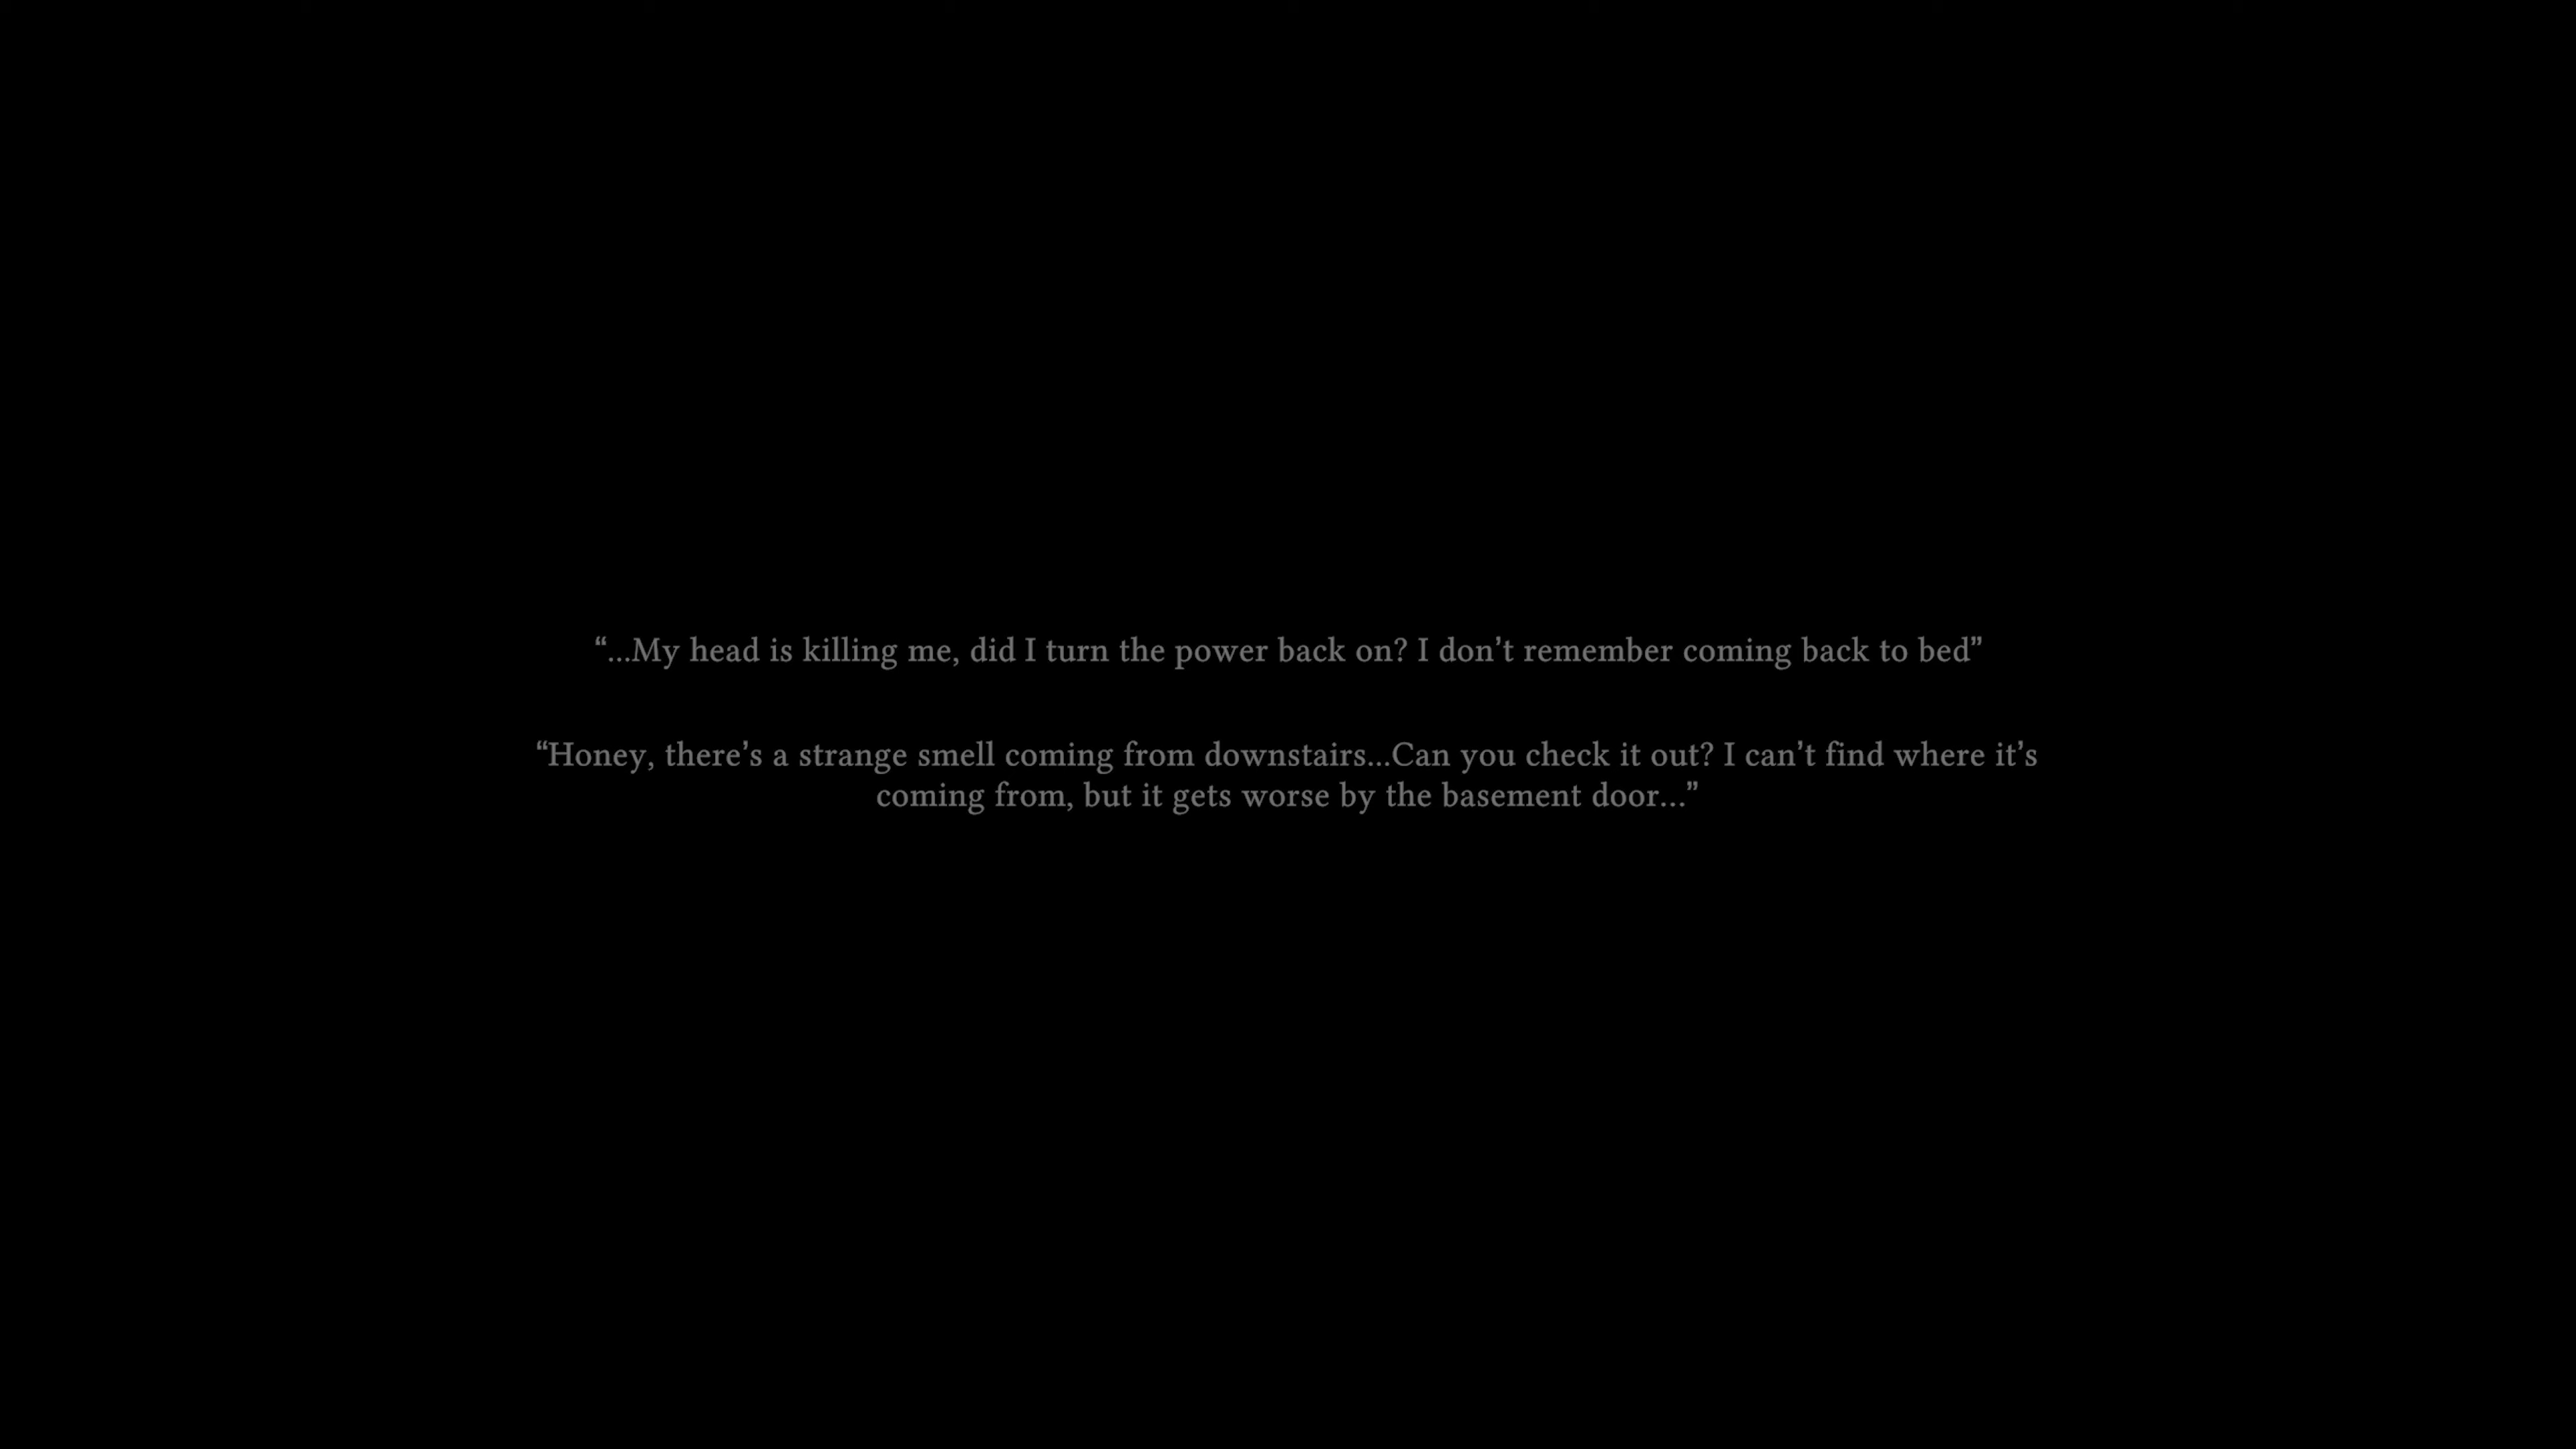 “...My head is killing me, did I turn the power back on? I don’t remember coming back to bed”
“Honey, there’s a strange smell coming from downstairs...Can you check it out? I can’t find where it’s
coming from, but it gets worse by the basement door...”